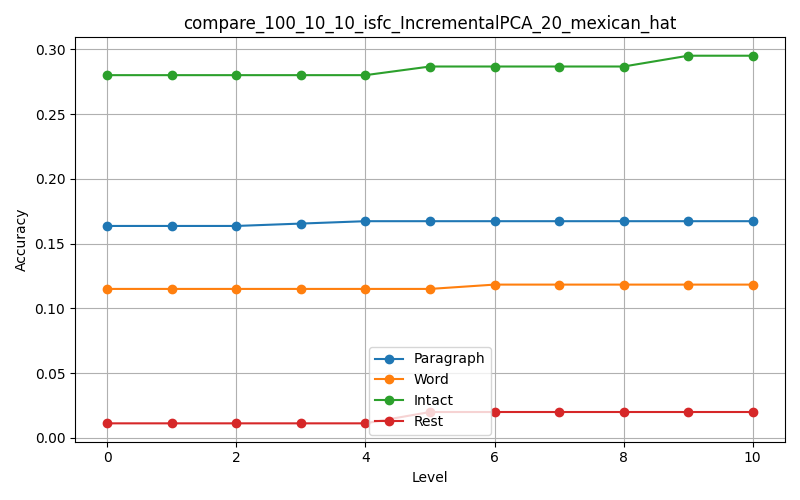 compare_100_10_10_isfc_IncrementalPCA_20_mexican_hat
0.30
0.25
0.20
0.15
0.10
0.05
0.00
Accuracy
Paragraph
Word
Intact
Rest
0 2 4 6 8 10
Level